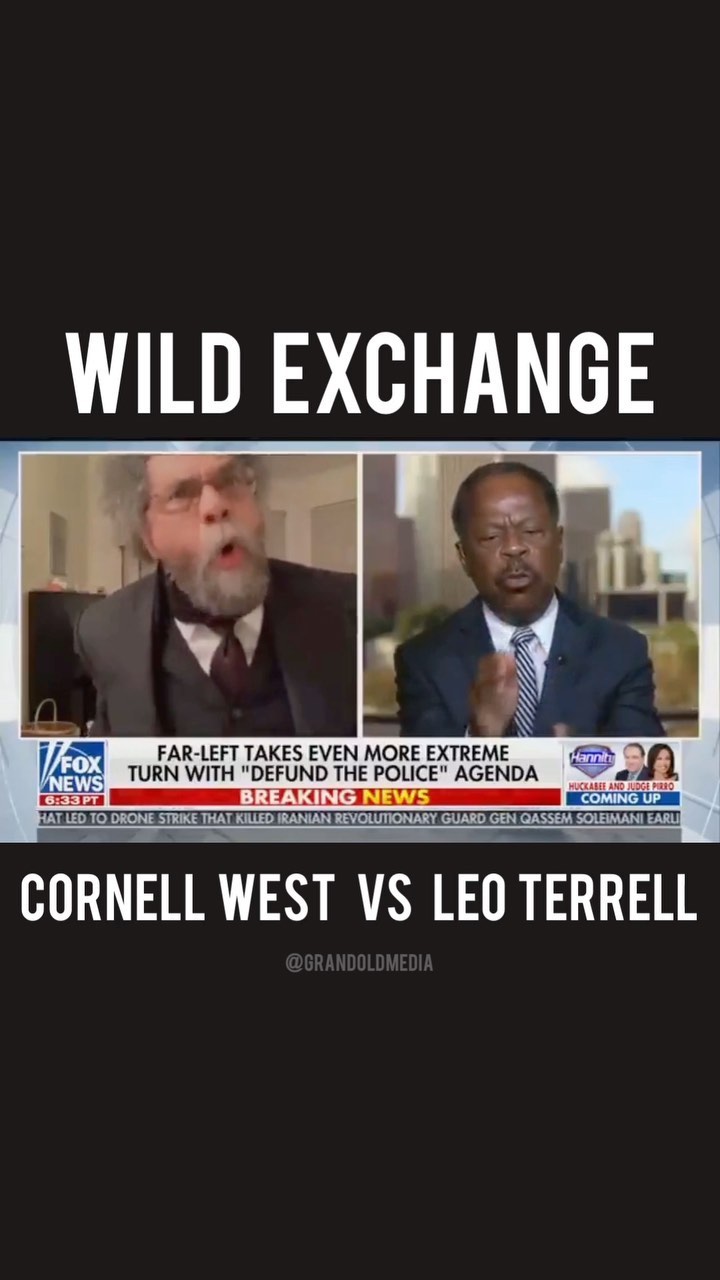 WILD EXCHANGE
FOX
NEWS
6:33 PT
FAR-LEFT TAKES EVEN MORE EXTREME
TURN WITH "DEFUND THE POLICE" AGENDA
BREAKING NEWS
Hannity
HUCKABEE AND JUDGE PIRRO
COMING UP
HAT LED TO DRONE STRIKE THAT KILLED IRANIAN REVOLUTIONARY GUARD GEN QASSEM SOLEIMANI EARLI
CORNELL WEST VS LEO TERRELL
@GRANDOLDMEDIA